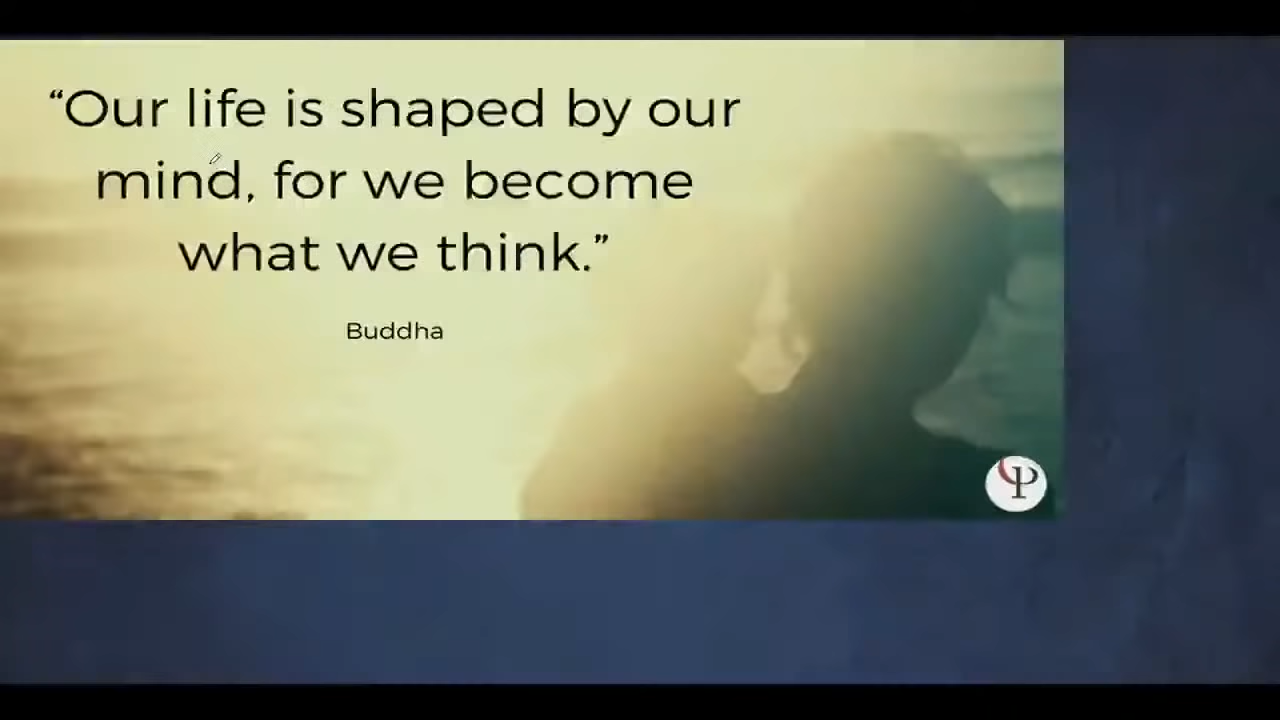 “Our life is shaped by our
mind, for we become
what we think.”
Buddha